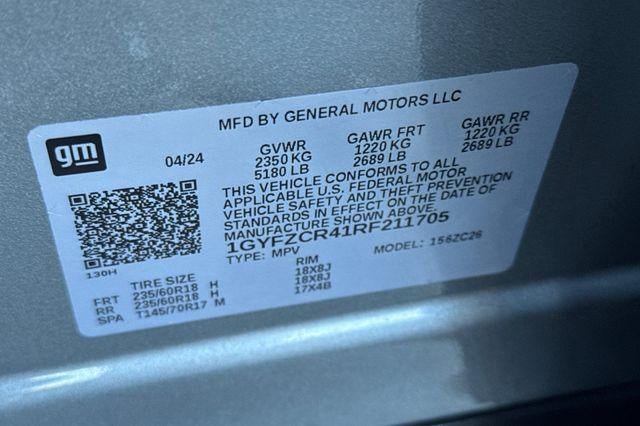 MFD BY GENERAL MOTORS LLC
gm
04/24
GVWR GAWR FRT GAWR RR
2350 KG 1220 KG 1220 KG
5180 LB 2689 LB 2689 LB
THIS VEHICLE CONFORMS TO ALL
APPLICABLE U.S. FEDERAL MOTOR
VEHICLE SAFETY AND THEFT PREVENTION
STANDARDS IN EFFECT ON THE DATE OF
MANUFACTURE SHOWN ABOVE.
1GYFZCR41RF211705
TYPE: MPV MODEL: 156ZC26
130H
TIRE SIZE RIM
FRT 235/60R18 H 18X8J
RR 235/60R18 H 18X8J
SPA T145/70R17 M 17X4B